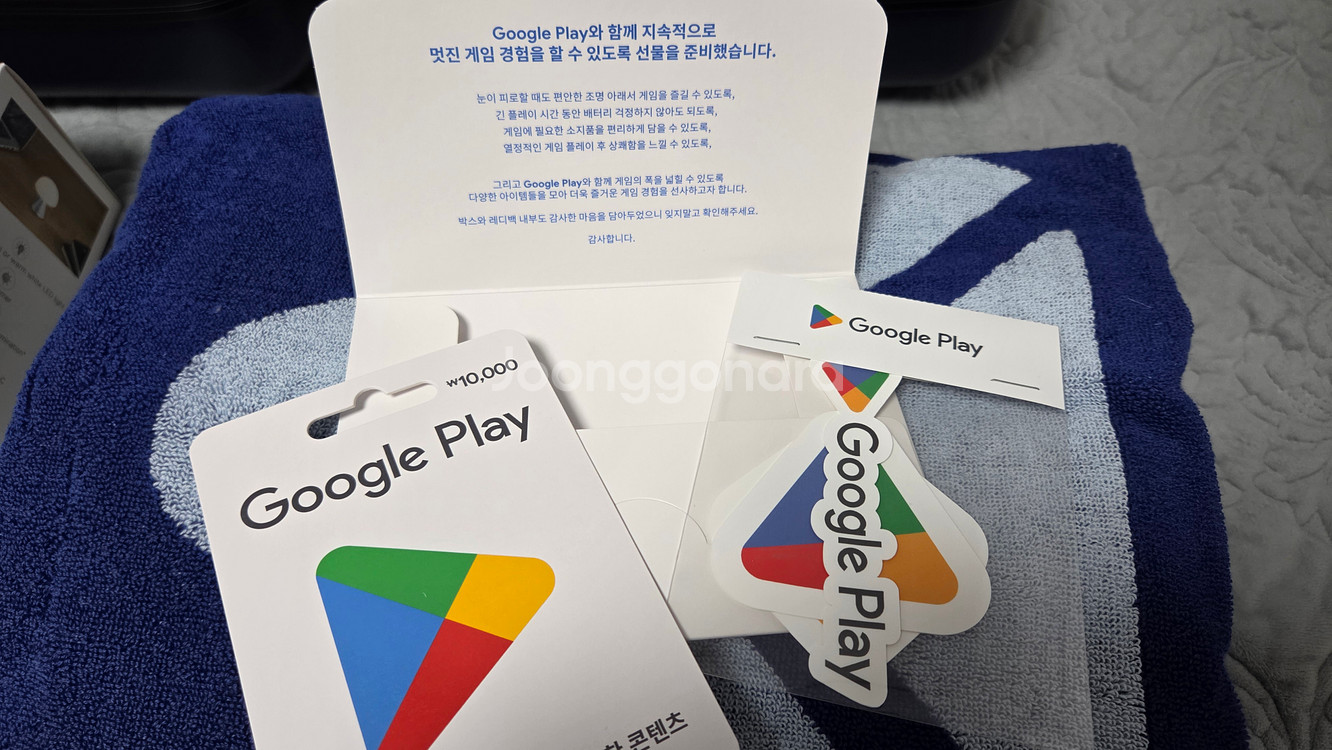 Google Play와 함께 지속적으로
멋진 게임 경험을 할 수 있도록 선물을 준비했습니다.
눈이 피로할 때도 편안한 조명 아래서 게임을 즐길 수 있도록,
긴 플레이 시간 동안 배터리 걱정하지 않아도 되도록,
게임에 필요한 소지품을 편리하게 담을 수 있도록,
열정적인 게임 플레이 후 상쾌함을 느낄 수 있도록,
그리고 Google Play와 함께 게임의 폭을 넓힐 수 있도록
다양한 아이템들을 모아 더욱 즐거운 게임 경험을 선사하고자 합니다.
박스와 레디백 내부도 감사한 마음을 담아두었으니 잊지말고 확인해주세요.
감사합니다.
Google Play
Joonggonara
₩10,000
Google Play
Google Play
콘텐츠